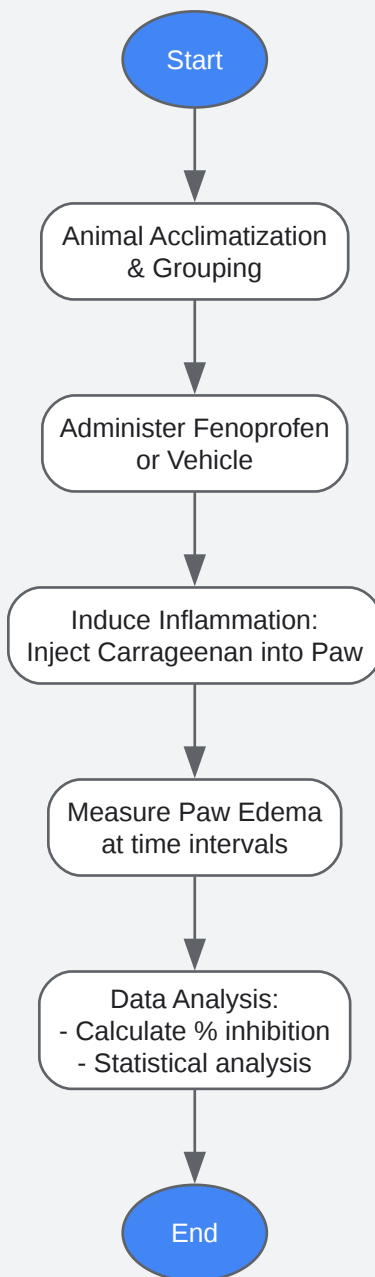 Start
Animal Acclimatization
& Grouping
Administer Fenoprofen
or Vehicle
Induce Inflammation:
Inject Carrageenan into Paw
Measure Paw Edema
at time intervals
Data Analysis:
- Calculate % inhibition
- Statistical analysis
End